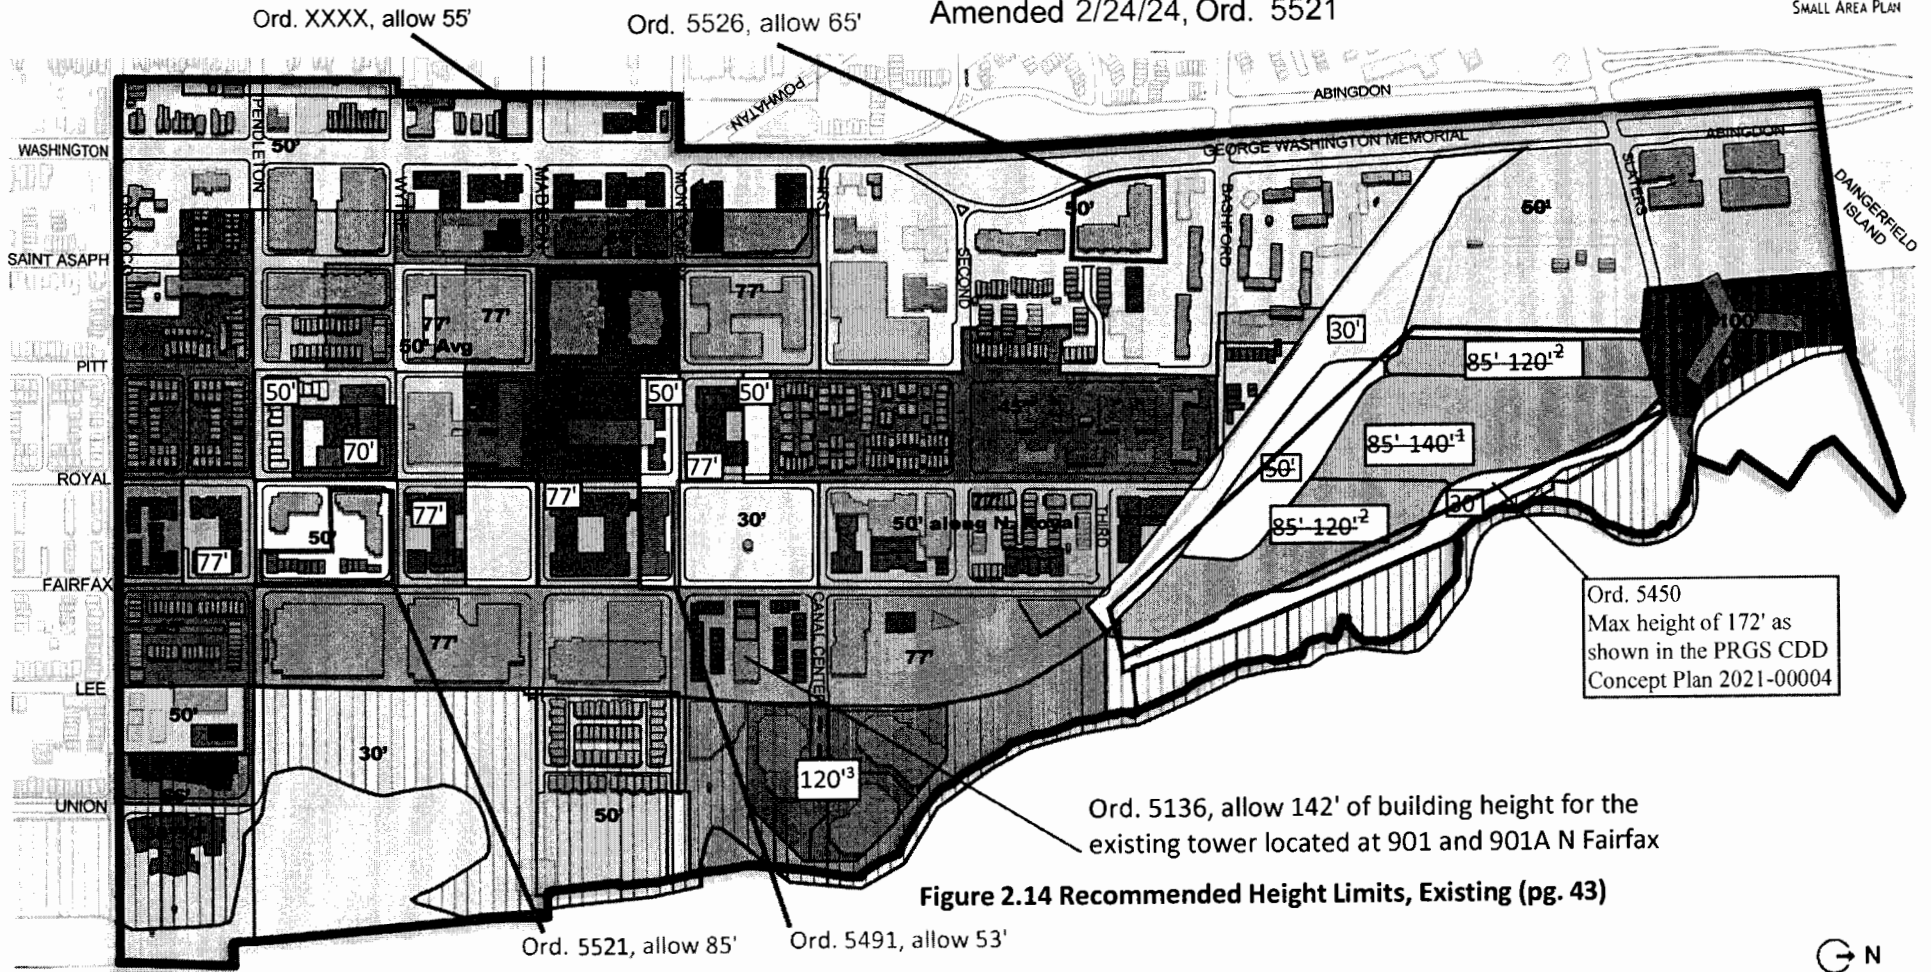 Ord. XXXX, allow 55'
Ord. 5526, allow 65'
Amended 2/24/24, Ord. 5521
SMALL AREA PLAN
POWHATAN
ABINGDON
GEORGE WASHINGTON MEMORIAL
ABINGDON
WASHINGTON
PENDLETON
50'
ORONOCO
WYTHE
MADISON
MONTGOMERY
FIRST
SECOND
50'
BASHFORD
50'
SLATERS
DAINGERFIELD
ISLAND
SAINT ASAPH
77'
77'
77'
50' Avg
30'
100'
85' 120'²
PITT
50'
50'
50'
70'
77'
45'
85' 140'¹
50'
ROYAL
77'
77'
30'
50' along N. Royal
THIRD
85' 120'²
30'
50'
77'
FAIRFAX
CANAL CENTER
77'
77'
Ord. 5450
Max height of 172' as
shown in the PRGS CDD
Concept Plan 2021-00004
LEE
50'
30'
120'³
UNION
50'
Ord. 5136, allow 142' of building height for the
existing tower located at 901 and 901A N Fairfax
Figure 2.14 Recommended Height Limits, Existing (pg. 43)
Ord. 5521, allow 85'
Ord. 5491, allow 53'
N